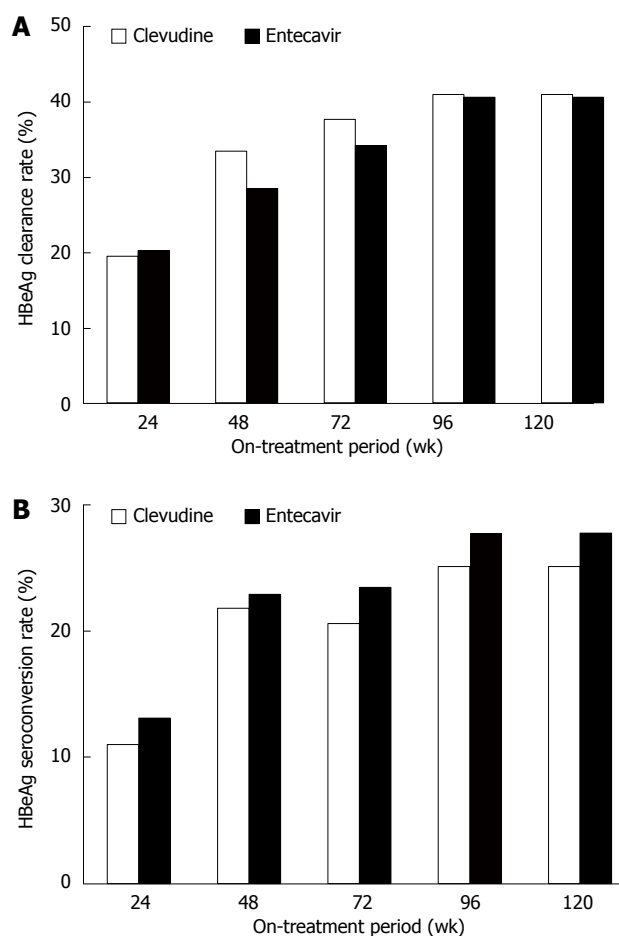 A
Clevudine Entecavir
50
40
30
20
10
0
HBeAg clearance rate (%)
24 48 72 96 120
On-treatment period (wk)
B
Clevudine Entecavir
30
20
10
0
HBeAg seroconversion rate (%)
24 48 72 96 120
On-treatment period (wk)